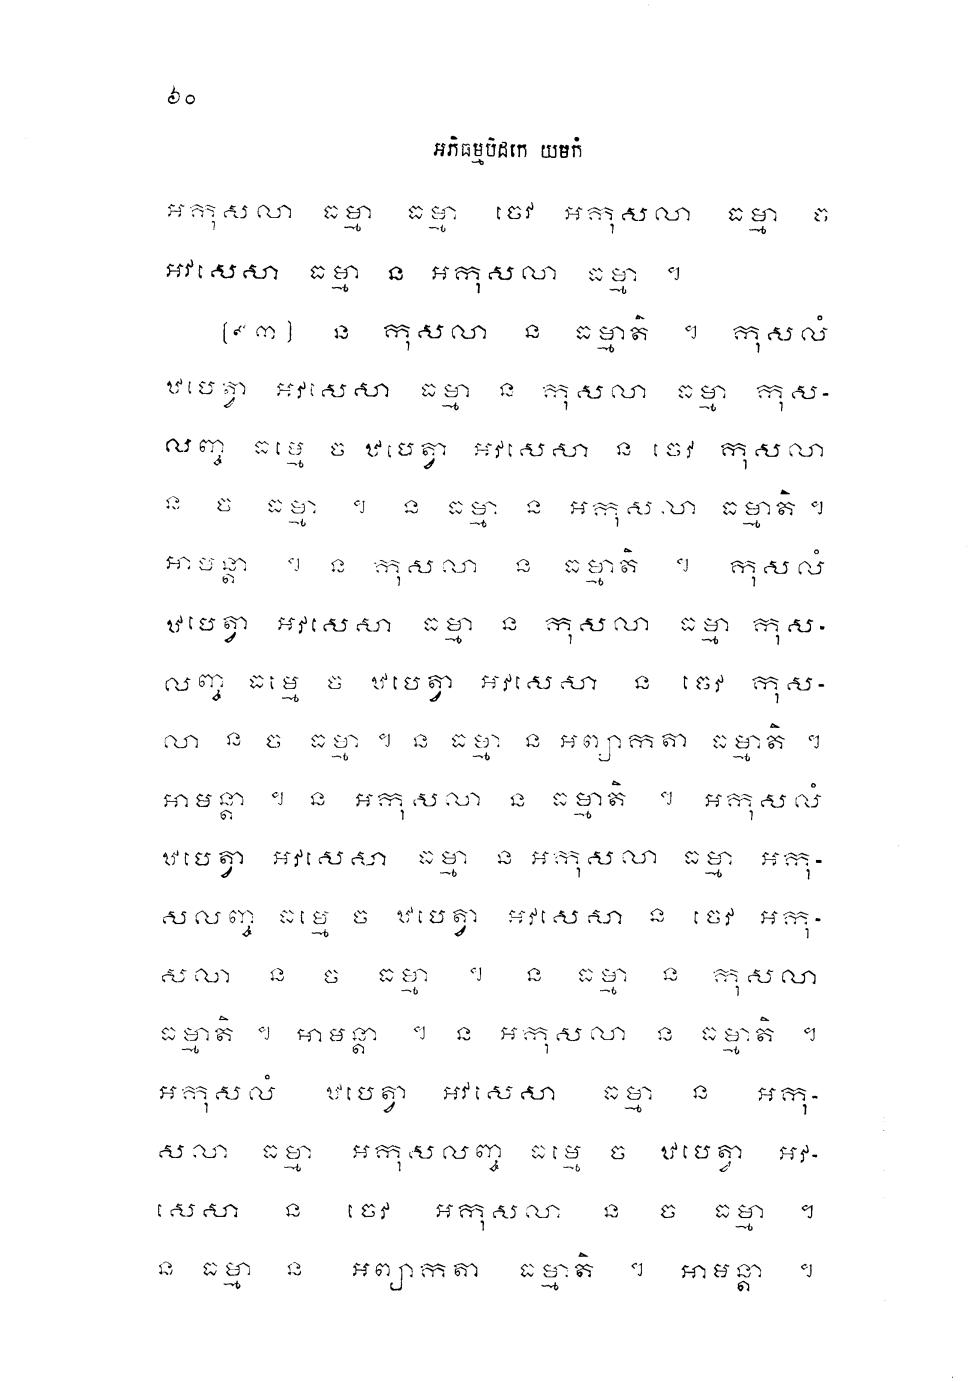 ៦០
អភិធម្មបិដកេ យមកំ
អកុសលា ធម្មា ធម្មា ចេវ អកុសលា ធម្មា ច
អវសេសា ធម្មា ន អកុសលា ធម្មា ។
[៩៣] ន កុសលា ន ធម្មាតិ ។ កុសលំ
ឋបេត្វា អវសេសា ធម្មា ន កុសលា ធម្មា កុស-
លញ្ច ធម្មេ ច ឋបេត្វា អវសេសា ន ចេវ កុសលា
ន ច ធម្មា ។ ន ធម្មា ន អកុសលា ធម្មាតិ ។
អាមន្តា ។ ន កុសលា ន ធម្មាតិ ។ កុសលំ
ឋបេត្វា អវសេសា ធម្មា ន កុសលា ធម្មា កុស-
លញ្ច ធម្មេ ច ឋបេត្វា អវសេសា ន ចេវ កុស-
លា ន ច ធម្មា ។ ន ធម្មា ន អព្យាកតា ធម្មាតិ ។
អាមន្តា ។ ន អកុសលា ន ធម្មាតិ ។ អកុសលំ
ឋបេត្វា អវសេសា ធម្មា ន អកុសលា ធម្មា អកុ-
សលញ្ច ធម្មេ ច ឋបេត្វា អវសេសា ន ចេវ អកុ-
សលា ន ច ធម្មា ។ ន ធម្មា ន កុសលា
ធម្មាតិ ។ អាមន្តា ។ ន អកុសលា ន ធម្មាតិ ។
អកុសលំ ឋបេត្វា អវសេសា ធម្មា ន អកុ-
សលា ធម្មា អកុសលញ្ច ធម្មេ ច ឋបេត្វា អវ-
សេសា ន ចេវ អកុសលា ន ច ធម្មា ។
ន ធម្មា ន អព្យាកតា ធម្មាតិ ។ អាមន្តា ។